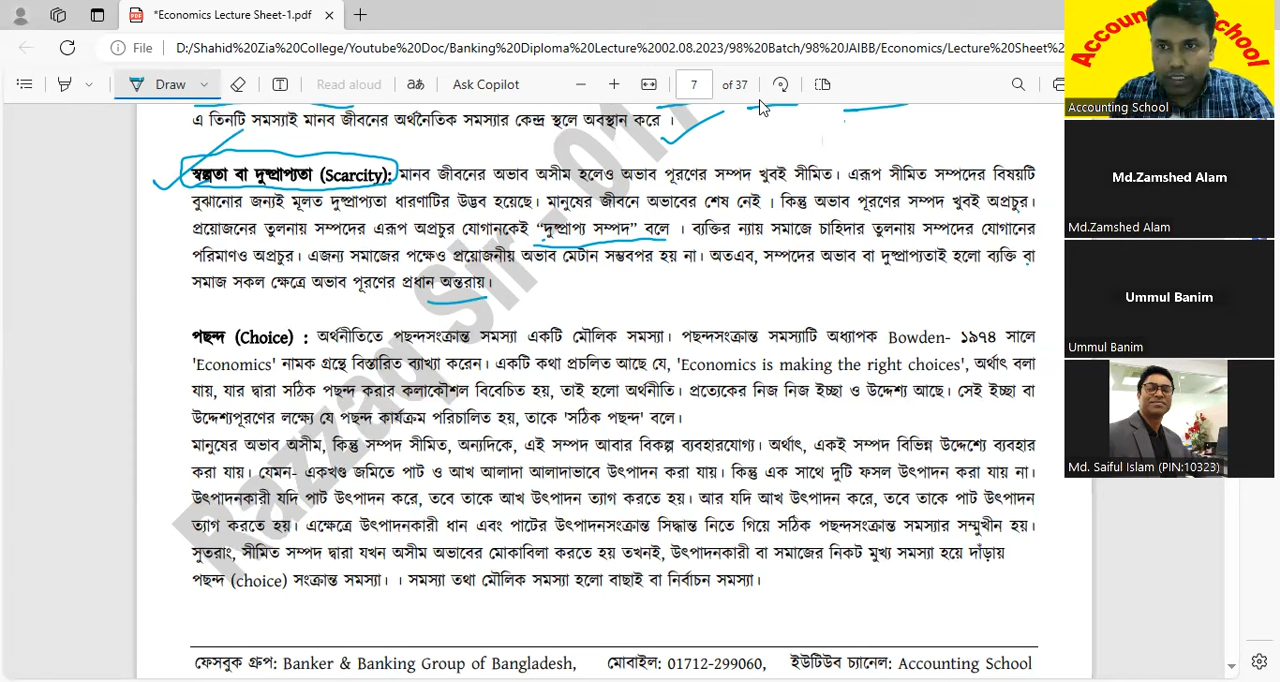 *Economics Lecture Sheet-1.pdf
File
D:/Shahid%20Zia%20College/Youtube%20Doc/Banking%20Diploma%20Lecture%2002.08.2023/98%20Batch/98%20JAIBB/Economics/Lecture%20Sheet%
Draw
Read aloud
Ask Copilot
7 of 37
এ তিনটি সমস্যাই মানব জীবনের অর্থনৈতিক সমস্যার কেন্দ্র স্থলে অবস্থান করে ।
স্বল্পতা বা দুষ্প্রাপ্যতা (Scarcity): মানব জীবনের অভাব অসীম হলেও অভাব পূরণের সম্পদ খুবই সীমিত। এরূপ সীমিত সম্পদের বিষয়টি
বুঝানোর জন্যই মূলত দুষ্প্রাপ্যতা ধারণাটির উদ্ভব হয়েছে। মানুষের জীবনে অভাবের শেষ নেই । কিন্তু অভাব পূরণের সম্পদ খুবই অপ্রচুর।
প্রয়োজনের তুলনায় সম্পদের এরূপ অপ্রচুর যোগানকেই “দুষ্প্রাপ্য সম্পদ” বলে । ব্যক্তির ন্যায় সমাজে চাহিদার তুলনায় সম্পদের যোগানের
পরিমাণও অপ্রচুর। এজন্য সমাজের পক্ষেও প্রয়োজনীয় অভাব মেটান সম্ভবপর হয় না। অতএব, সম্পদের অভাব বা দুষ্প্রাপ্যতাই হলো ব্যক্তি বা
সমাজ সকল ক্ষেত্রে অভাব পূরণের প্রধান অন্তরায়।
পছন্দ (Choice) : অর্থনীতিতে পছন্দসংক্রান্ত সমস্যা একটি মৌলিক সমস্যা। পছন্দসংক্রান্ত সমস্যাটি অধ্যাপক Bowden- ১৯৭৪ সালে
'Economics' নামক গ্রন্থে বিস্তারিত ব্যাখ্যা করেন। একটি কথা প্রচলিত আছে যে, 'Economics is making the right choices', অর্থাৎ বলা
যায়, যার দ্বারা সঠিক পছন্দ করার কলাকৌশল বিবেচিত হয়, তাই হলো অর্থনীতি। প্রত্যেকের নিজ নিজ ইচ্ছা ও উদ্দেশ্য আছে। সেই ইচ্ছা বা
উদ্দেশ্যপূরণের লক্ষ্যে যে পছন্দ কার্যক্রম পরিচালিত হয়, তাকে 'সঠিক পছন্দ' বলে।
মানুষের অভাব অসীম, কিন্তু সম্পদ সীমিত, অন্যদিকে, এই সম্পদ আবার বিকল্প ব্যবহারযোগ্য। অর্থাৎ, একই সম্পদ বিভিন্ন উদ্দেশ্যে ব্যবহার
করা যায়। যেমন- একখণ্ড জমিতে পাট ও আখ আলাদা আলাদাভাবে উৎপাদন করা যায়। কিন্তু এক সাথে দুটি ফসল উৎপাদন করা যায় না।
উৎপাদনকারী যদি পাট উৎপাদন করে, তবে তাকে আখ উৎপাদন ত্যাগ করতে হয়। আর যদি আখ উৎপাদন করে, তবে তাকে পাট উৎপাদন
ত্যাগ করতে হয়। এক্ষেত্রে উৎপাদনকারী ধান এবং পাটের উৎপাদনসংক্রান্ত সিদ্ধান্ত নিতে গিয়ে সঠিক পছন্দসংক্রান্ত সমস্যার সম্মুখীন হয়।
সুতরাং, সীমিত সম্পদ দ্বারা যখন অসীম অভাবের মোকাবিলা করতে হয় তখনই, উৎপাদনকারী বা সমাজের নিকট মুখ্য সমস্যা হয়ে দাঁড়ায়
পছন্দ (choice) সংক্রান্ত সমস্যা। । সমস্যা তথা মৌলিক সমস্যা হলো বাছাই বা নির্বাচন সমস্যা।
ফেসবুক গ্রুপ: Banker & Banking Group of Bangladesh, মোবাইল: 01712-299060, ইউটিউব চ্যানেল: Accounting School
Razzaq Sir - 017
Accounting School
Accounting School
Md.Zamshed Alam
Md.Zamshed Alam
Ummul Banim
Ummul Banim
Md. Saiful Islam (PIN:10323)